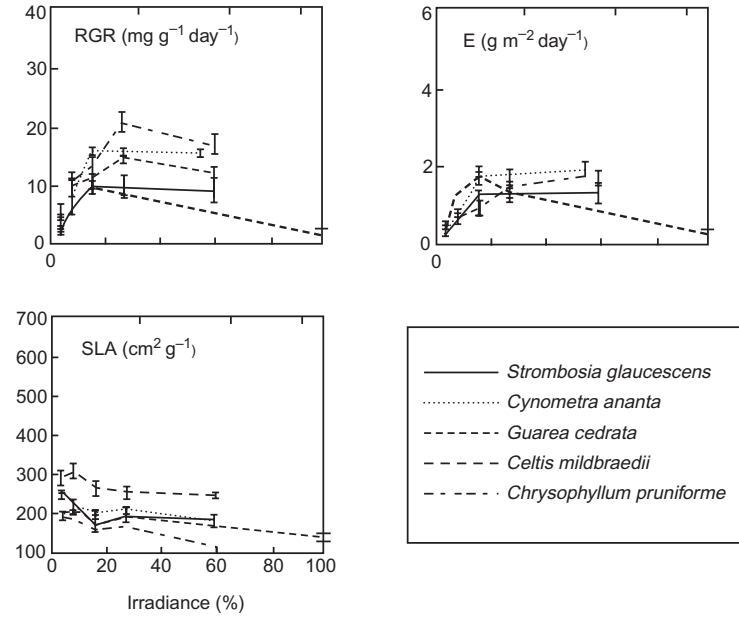 40
RGR (mg g⁻¹ day⁻¹)
30
20
10
0
0
6
E (g m⁻² day⁻¹)
4
2
0
0
700
SLA (cm² g⁻¹)
600
500
400
300
200
100
0 20 40 60 80 100
Irradiance (%)
Strombosia glaucescens
Cynometra ananta
Guarea cedrata
Celtis mildbraedii
Chrysophyllum pruniforme